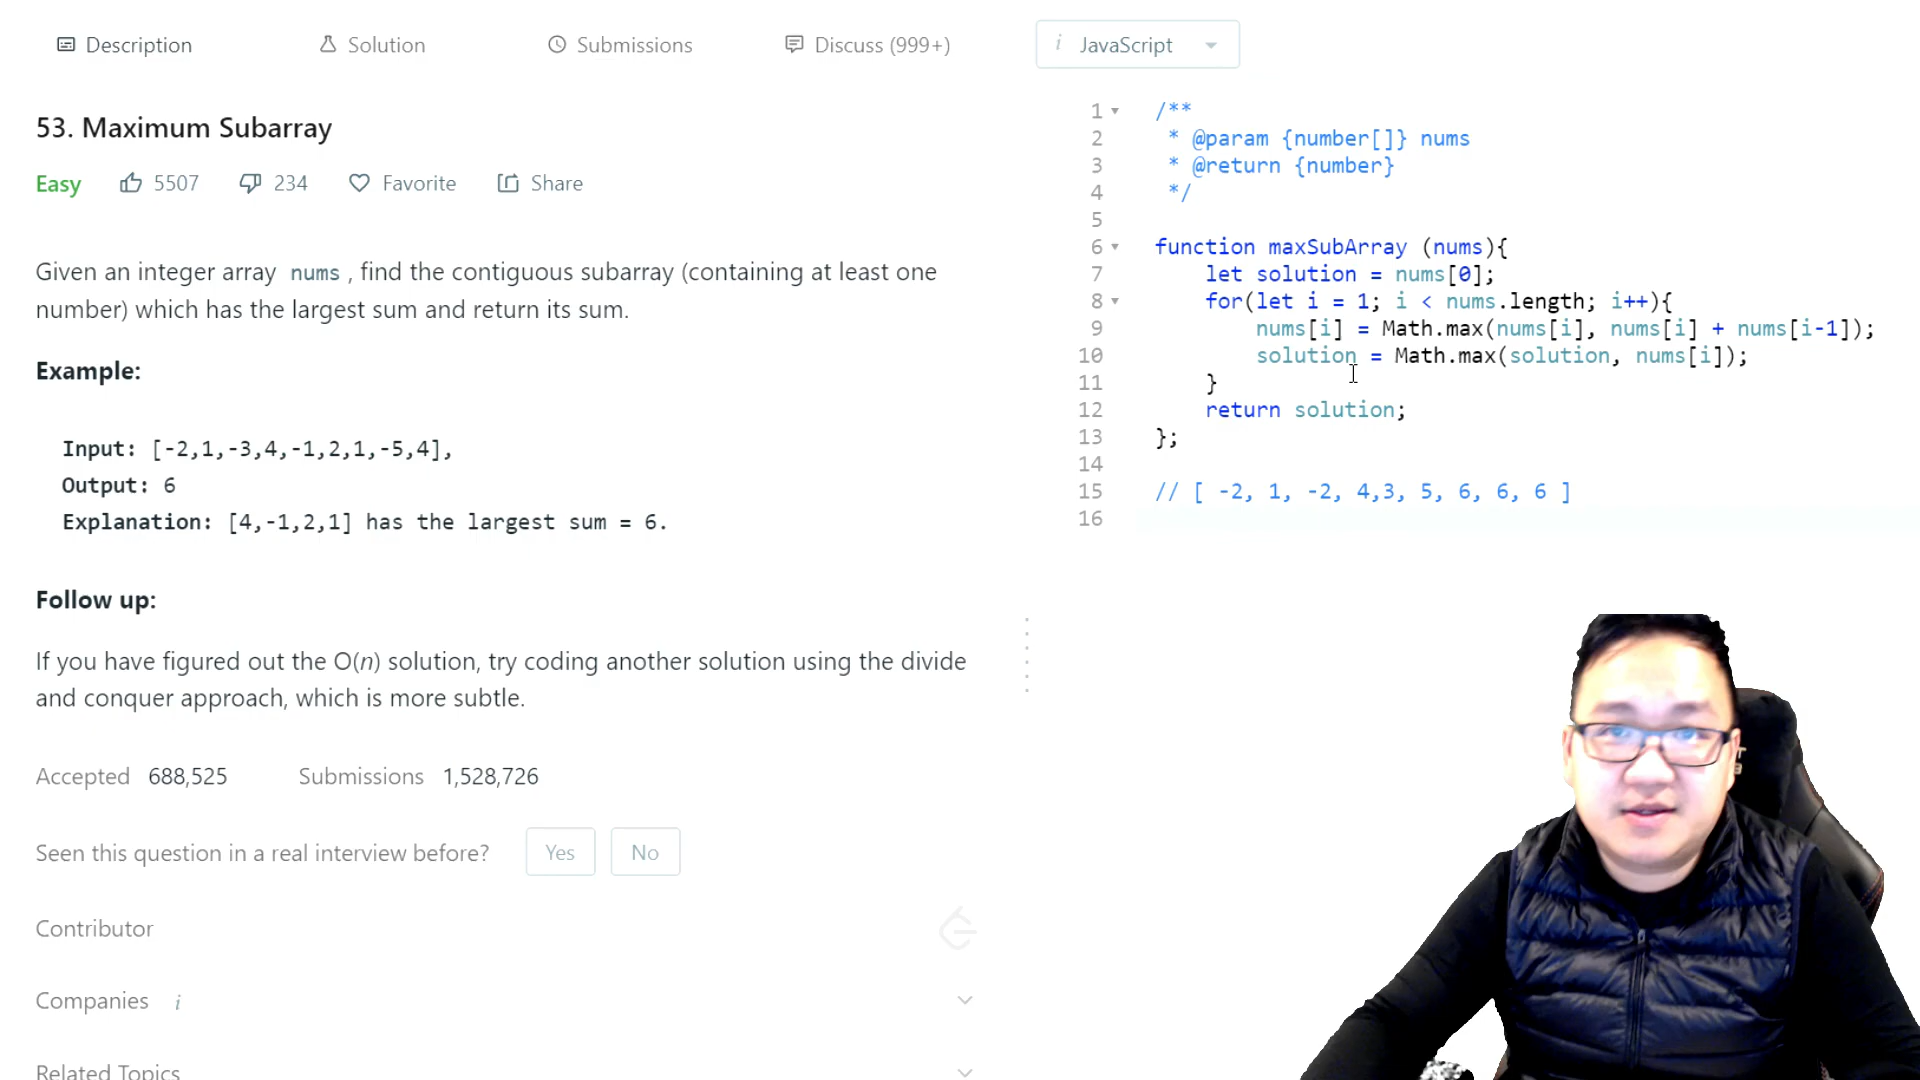 Description
Solution
Submissions
Discuss (999+)
i JavaScript
53. Maximum Subarray
Easy 5507 234 Favorite Share
Given an integer array nums , find the contiguous subarray (containing at least one
number) which has the largest sum and return its sum.
Example:
Input: [-2,1,-3,4,-1,2,1,-5,4],
Output: 6
Explanation: [4,-1,2,1] has the largest sum = 6.
Follow up:
If you have figured out the O(n) solution, try coding another solution using the divide
and conquer approach, which is more subtle.
Accepted 688,525 Submissions 1,528,726
Seen this question in a real interview before? Yes No
Contributor
Companies i
Related Topics
1 /**
2 * @param {number[]} nums
3 * @return {number}
4 */
5
6 function maxSubArray (nums){
7 let solution = nums[0];
8 for(let i = 1; i < nums.length; i++){
9 nums[i] = Math.max(nums[i], nums[i] + nums[i-1]);
10 solution = Math.max(solution, nums[i]);
11 }
12 return solution;
13 };
14
15 // [ -2, 1, -2, 4,3, 5, 6, 6, 6 ]
16